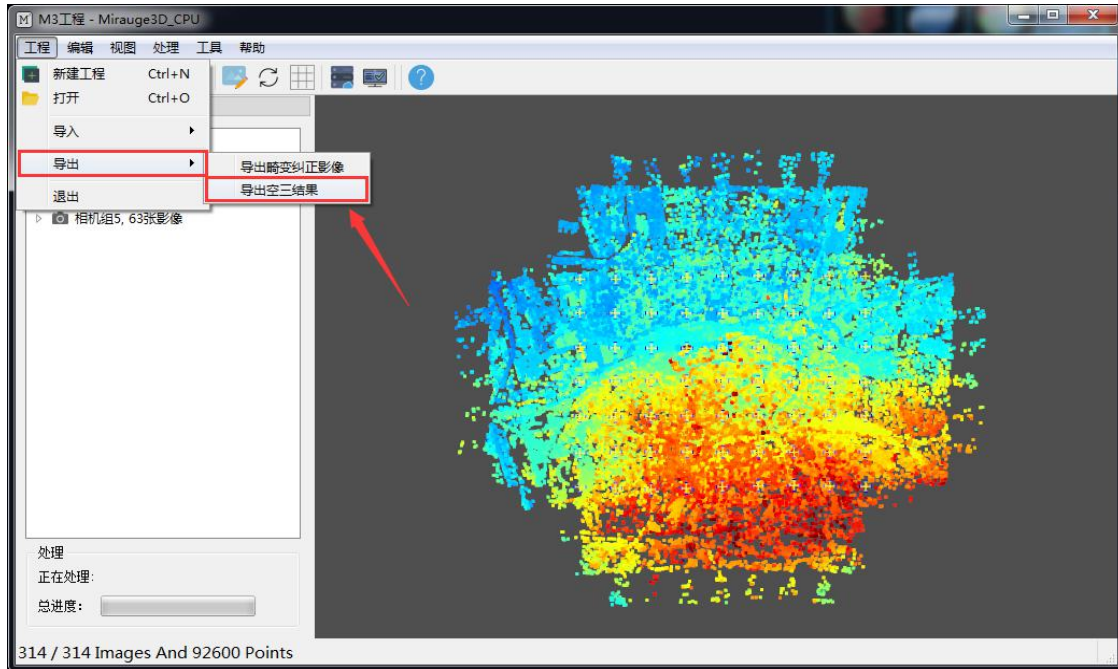 M M3工程 - Mirauge3D_CPU
工程 编辑 视图 处理 工具 帮助
新建工程 Ctrl+N
打开 Ctrl+O
导入
导出
导出畸变纠正影像
导出空三结果
退出
相机组5, 63张影像
处理
正在处理:
总进度:
314 / 314 Images And 92600 Points